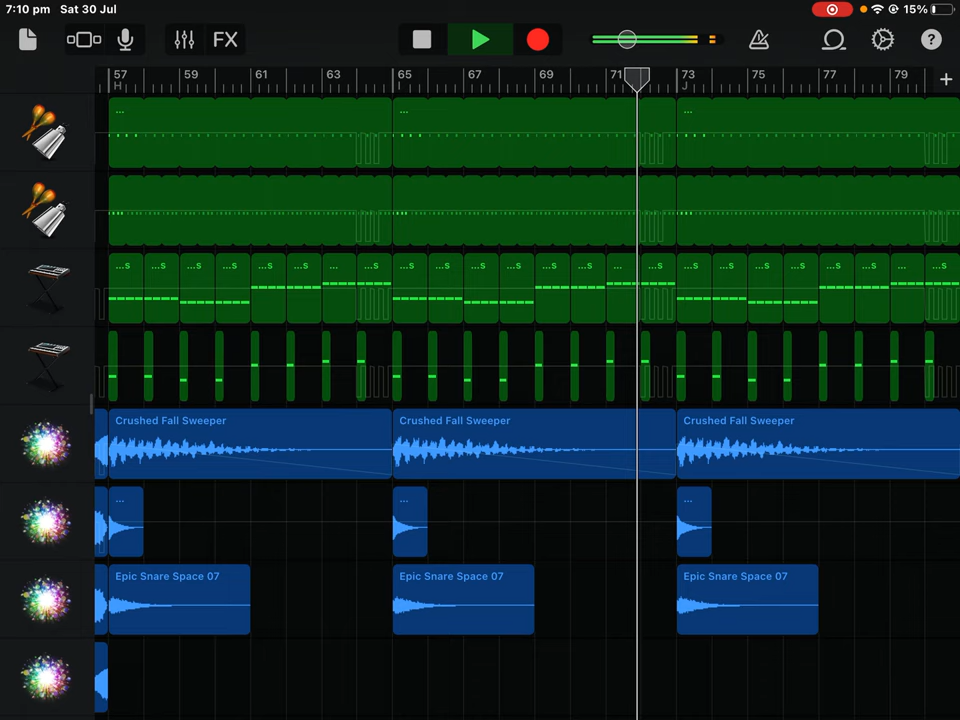 7:10 pm Sat 30 Jul 15%
FX ?
57 59 61 63 65 67 69 71 73 75 77 79 +
H I J
... ... ...
...s ...s ...s ...s ...s ...s ... ...s ...s ...s ...s ...s ...s ...s ... ...s ...s ...s ...s ...s ...s ...s ... ...s
Crushed Fall Sweeper Crushed Fall Sweeper Crushed Fall Sweeper
... ... ...
Epic Snare Space 07 Epic Snare Space 07 Epic Snare Space 07